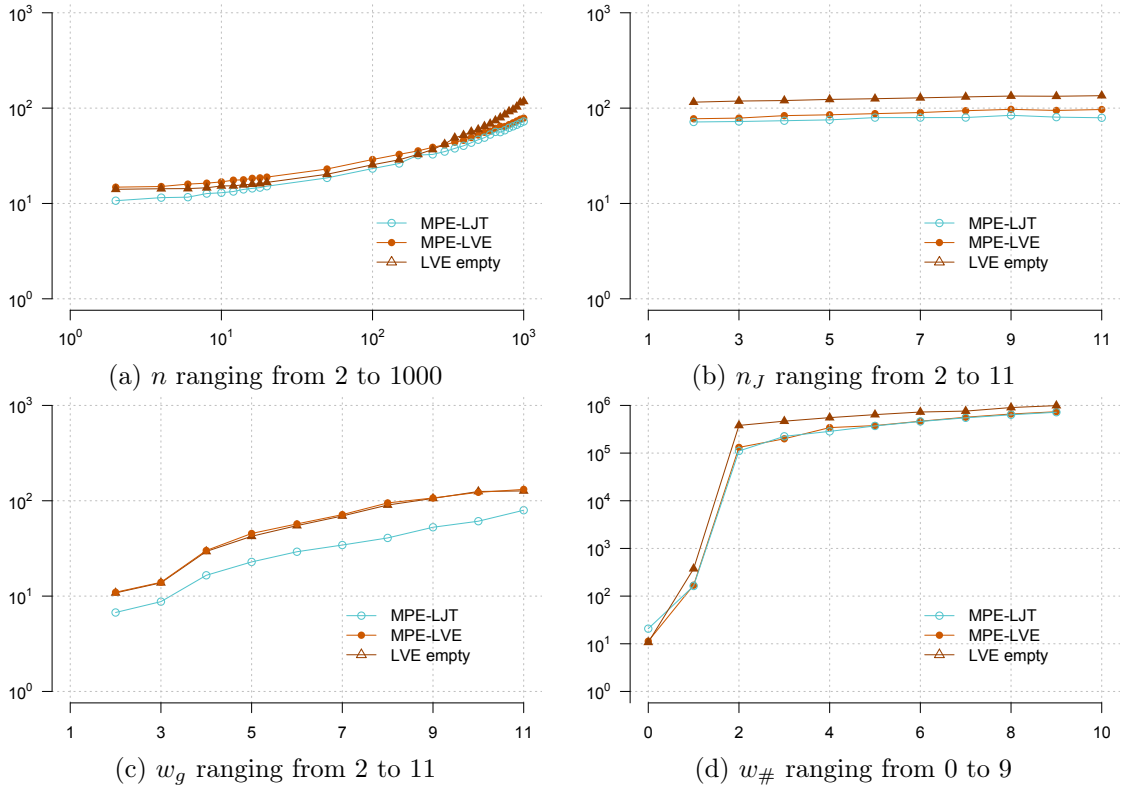 10^3
10^2
10^1
10^0
10^0 10^1 10^2 10^3
MPE-LJT
MPE-LVE
LVE empty
(a) n ranging from 2 to 1000
10^3
10^2
10^1
10^0
1 3 5 7 9 11
MPE-LJT
MPE-LVE
LVE empty
(b) n_J ranging from 2 to 11
10^3
10^2
10^1
10^0
1 3 5 7 9 11
MPE-LJT
MPE-LVE
LVE empty
(c) w_g ranging from 2 to 11
10^6
10^5
10^4
10^3
10^2
10^1
10^0
0 2 4 6 8 10
MPE-LJT
MPE-LVE
LVE empty
(d) w_# ranging from 0 to 9